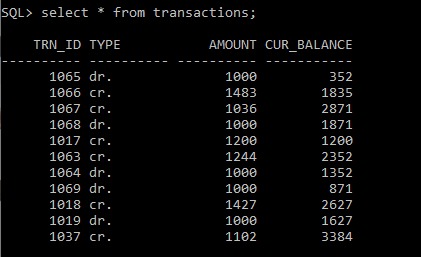 SQL> select * from transactions;
TRN_ID TYPE AMOUNT CUR_BALANCE
---------- ---------- ---------- -----------
1065 dr. 1000 352
1066 cr. 1483 1835
1067 cr. 1036 2871
1068 dr. 1000 1871
1017 cr. 1200 1200
1063 cr. 1244 2352
1064 dr. 1000 1352
1069 dr. 1000 871
1018 cr. 1427 2627
1019 dr. 1000 1627
1037 cr. 1102 3384